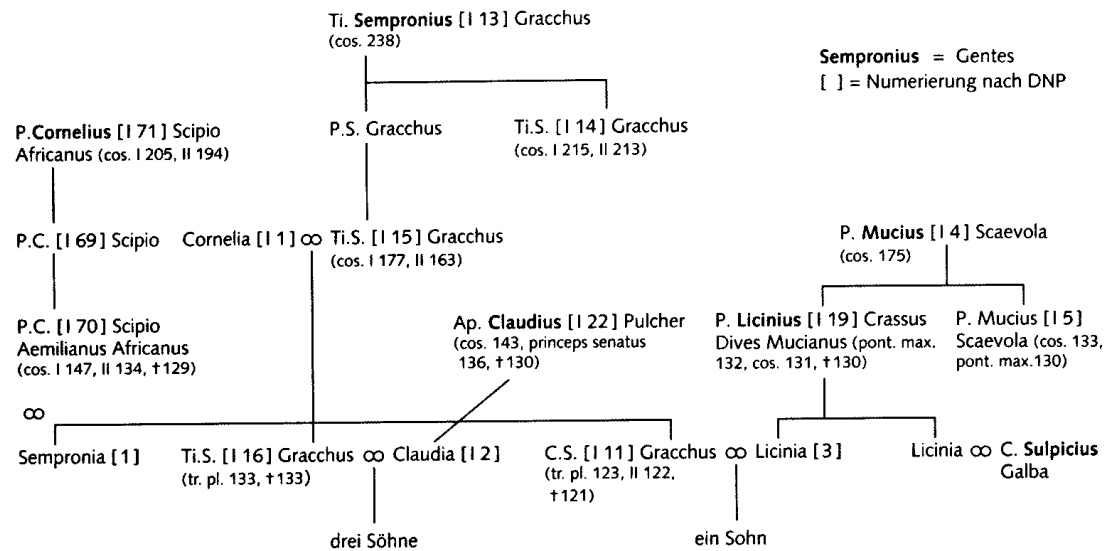 Ti. Sempronius [I 13] Gracchus
(cos. 238)
Sempronius = Gentes
[ ] = Numerierung nach DNP
P. Cornelius [I 71] Scipio
Africanus (cos. I 205, II 194)
P.S. Gracchus
Ti.S. [I 14] Gracchus
(cos. I 215, II 213)
P.C. [I 69] Scipio
Cornelia [I 1] ∞ Ti.S. [I 15] Gracchus
(cos. I 177, II 163)
P. Mucius [I 4] Scaevola
(cos. 175)
P.C. [I 70] Scipio
Aemilianus Africanus
(cos. I 147, II 134, †129)
∞
Ap. Claudius [I 22] Pulcher
(cos. 143, princeps senatus
136, †130)
P. Licinius [I 19] Crassus
Dives Mucianus (pont. max.
132, cos. 131, †130)
P. Mucius [I 5]
Scaevola (cos. 133,
pont. max.130)
Sempronia [1]
Ti.S. [I 16] Gracchus ∞ Claudia [I 2]
(tr. pl. 133, †133)
C.S. [I 11] Gracchus ∞ Licinia [3]
(tr. pl. 123, II 122,
†121)
Licinia ∞ C. Sulpicius
Galba
drei Söhne
ein Sohn